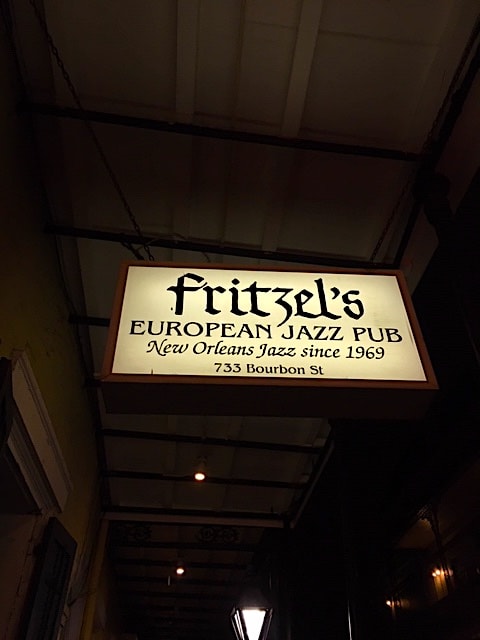 fritzel's
EUROPEAN JAZZ PUB
New Orleans Jazz since 1969
733 Bourbon St